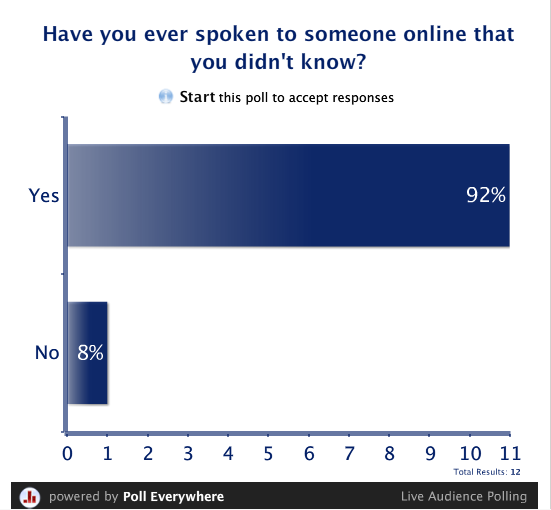 Have you ever spoken to someone online that
you didn't know?
Start this poll to accept responses
Yes
92%
No
8%
0 1 2 3 4 5 6 7 8 9 10 11
Total Results: 12
powered by Poll Everywhere
Live Audience Polling